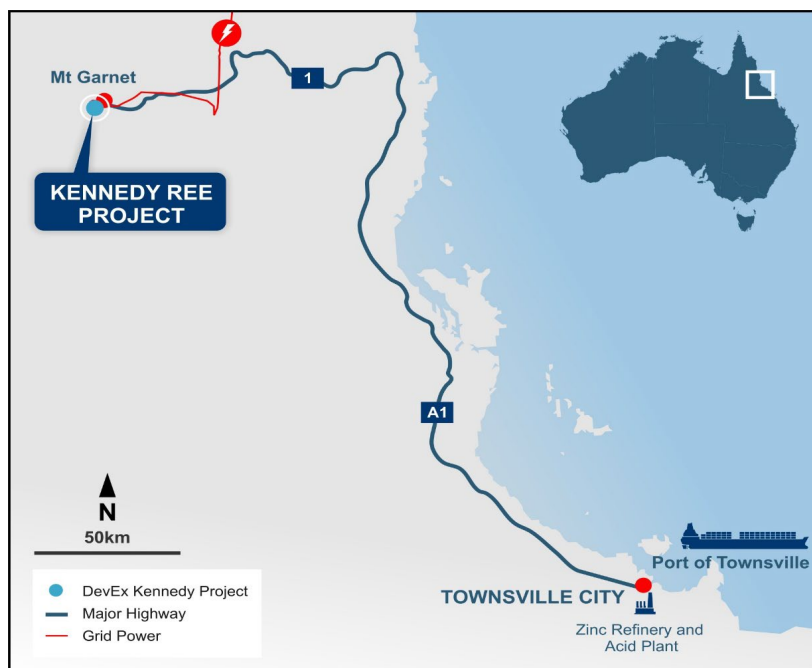 Mt Garnet
1
KENNEDY REE
PROJECT
A1
N
50km
Port of Townsville
TOWNSVILLE CITY
Zinc Refinery and
Acid Plant
DevEx Kennedy Project
Major Highway
Grid Power